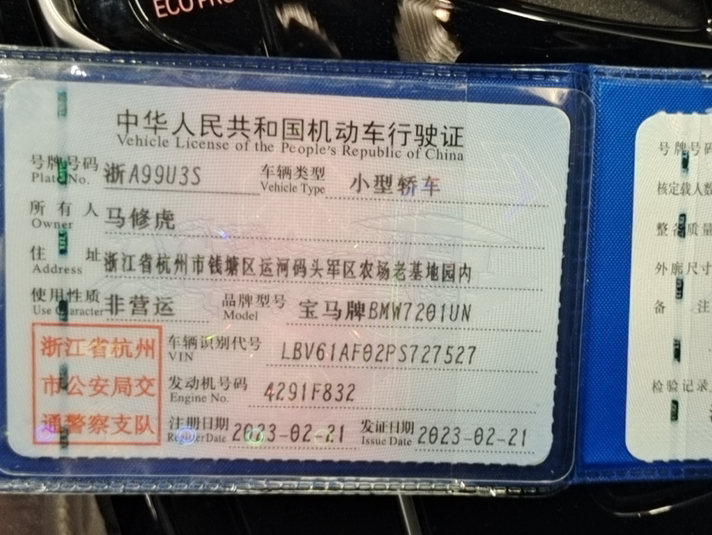 ECO PRO
中华人民共和国机动车行驶证
Vehicle License of the People's Republic of China
号牌号码 浙A99U3S 车辆类型 小型轿车
Plate No. Vehicle Type
所有人 马修虎
Owner
住址 浙江省杭州市钱塘区运河码头军区农场老基地园内
Address
使用性质 非营运 品牌型号 宝马牌BMW7201UN
Use Character Model
浙江省杭州
市公安局交
通警察支队
车辆识别代号 LBV61AF02PS727527
VIN
发动机号码 4291F832
Engine No.
注册日期 2023-02-21 发证日期 2023-02-21
Register Date Issue Date
号牌号码
核定载人数
整备质量
外廓尺寸
备注
检验记录